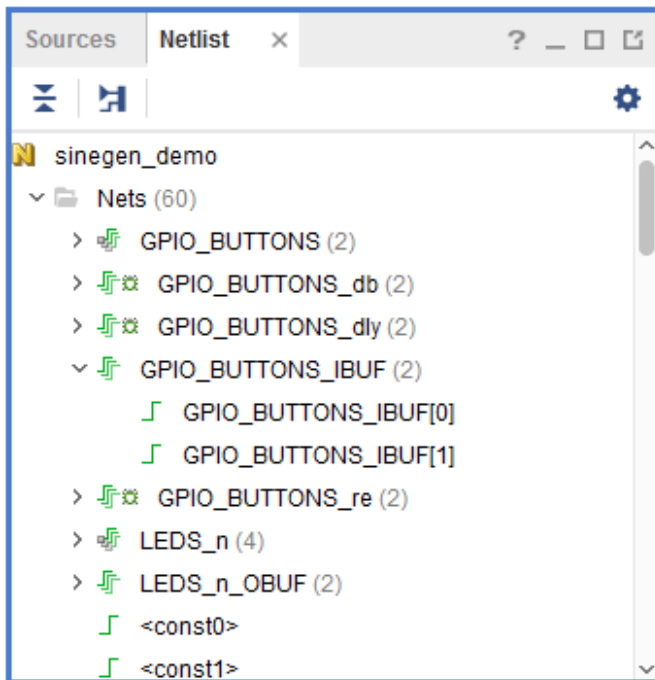 Sources Netlist × ?
sinegen_demo
Nets (60)
GPIO_BUTTONS (2)
GPIO_BUTTONS_db (2)
GPIO_BUTTONS_dly (2)
GPIO_BUTTONS_IBUF (2)
GPIO_BUTTONS_IBUF[0]
GPIO_BUTTONS_IBUF[1]
GPIO_BUTTONS_re (2)
LEDS_n (4)
LEDS_n_OBUF (2)
<const0>
<const1>